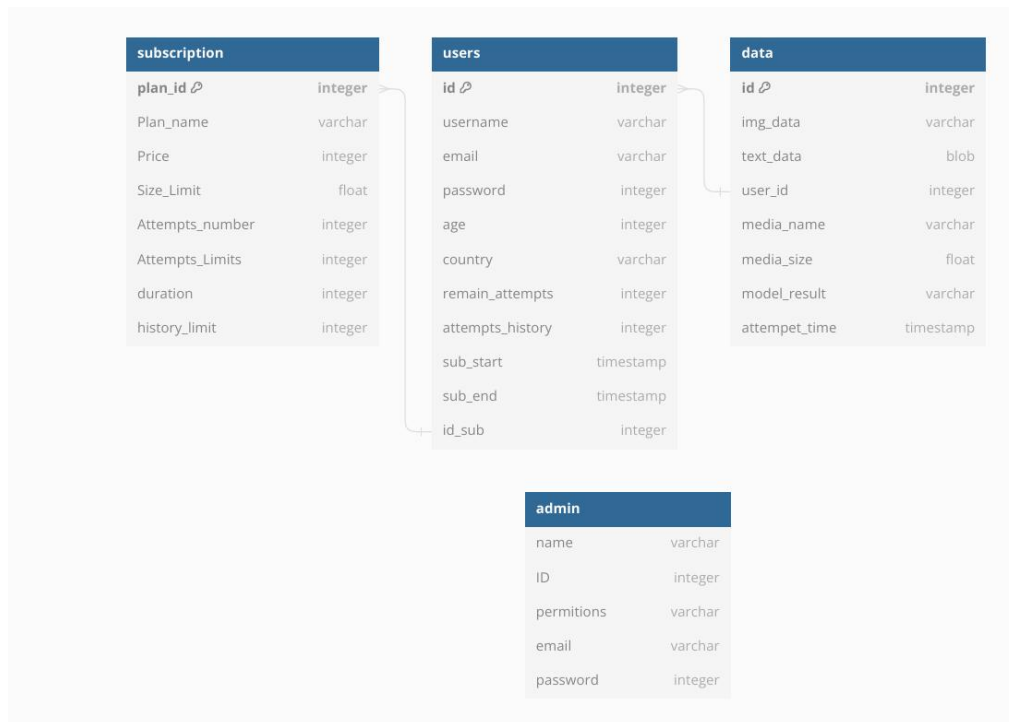 subscription
plan_id integer
Plan_name varchar
Price integer
Size_Limit float
Attempts_number integer
Attempts_Limits integer
duration integer
history_limit integer
users
id integer
username varchar
email varchar
password integer
age integer
country varchar
remain_attempts integer
attempts_history integer
sub_start timestamp
sub_end timestamp
id_sub integer
data
id integer
img_data varchar
text_data blob
user_id integer
media_name varchar
media_size float
model_result varchar
attempet_time timestamp
admin
name varchar
ID integer
permitions varchar
email varchar
password integer